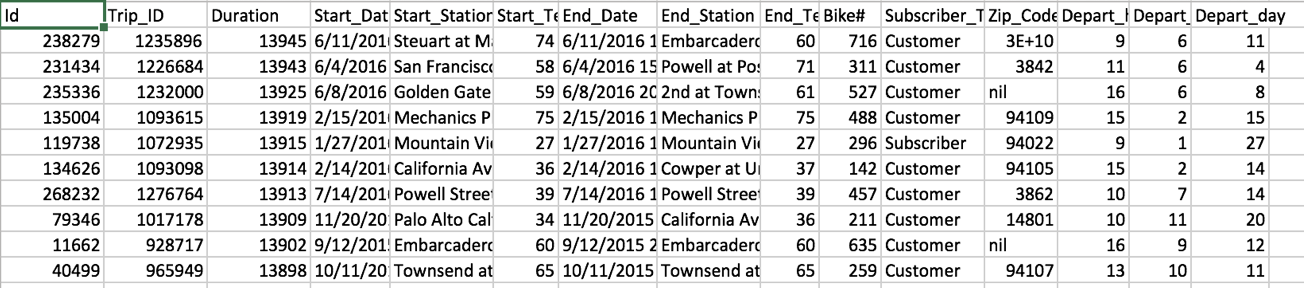 Id Trip_ID Duration Start_Dat Start_Station Start_Te End_Date End_Station End_Te Bike# Subscriber_T Zip_Code Depart_h Depart_ Depart_day
238279 1235896 13945 6/11/201 Steuart at Ma 74 6/11/2016 1 Embarcadero 60 716 Customer 3E+10 9 6 11
231434 1226684 13943 6/4/2016 San Francisco 58 6/4/2016 15 Powell at Pos 71 311 Customer 3842 11 6 4
235336 1232000 13925 6/8/2016 Golden Gate 59 6/8/2016 20 2nd at Towns 61 527 Customer nil 16 6 8
135004 1093615 13919 2/15/201 Mechanics P 75 2/15/2016 1 Mechanics P 75 488 Customer 94109 15 2 15
119738 1072935 13915 1/27/201 Mountain Vi 27 1/27/2016 1 Mountain Vi 27 296 Subscriber 94022 9 1 27
134626 1093098 13914 2/14/201 California Av 36 2/14/2016 1 Cowper at U 37 142 Customer 94105 15 2 14
268232 1276764 13913 7/14/201 Powell Street 39 7/14/2016 1 Powell Street 39 457 Customer 3862 10 7 14
79346 1017178 13909 11/20/20 Palo Alto Cal 34 11/20/2015 California Av 36 211 Customer 14801 10 11 20
11662 928717 13902 9/12/201 Embarcadero 60 9/12/2015 2 Embarcadero 60 635 Customer nil 16 9 12
40499 965949 13898 10/11/20 Townsend at 65 10/11/2015 Townsend at 65 259 Customer 94107 13 10 11